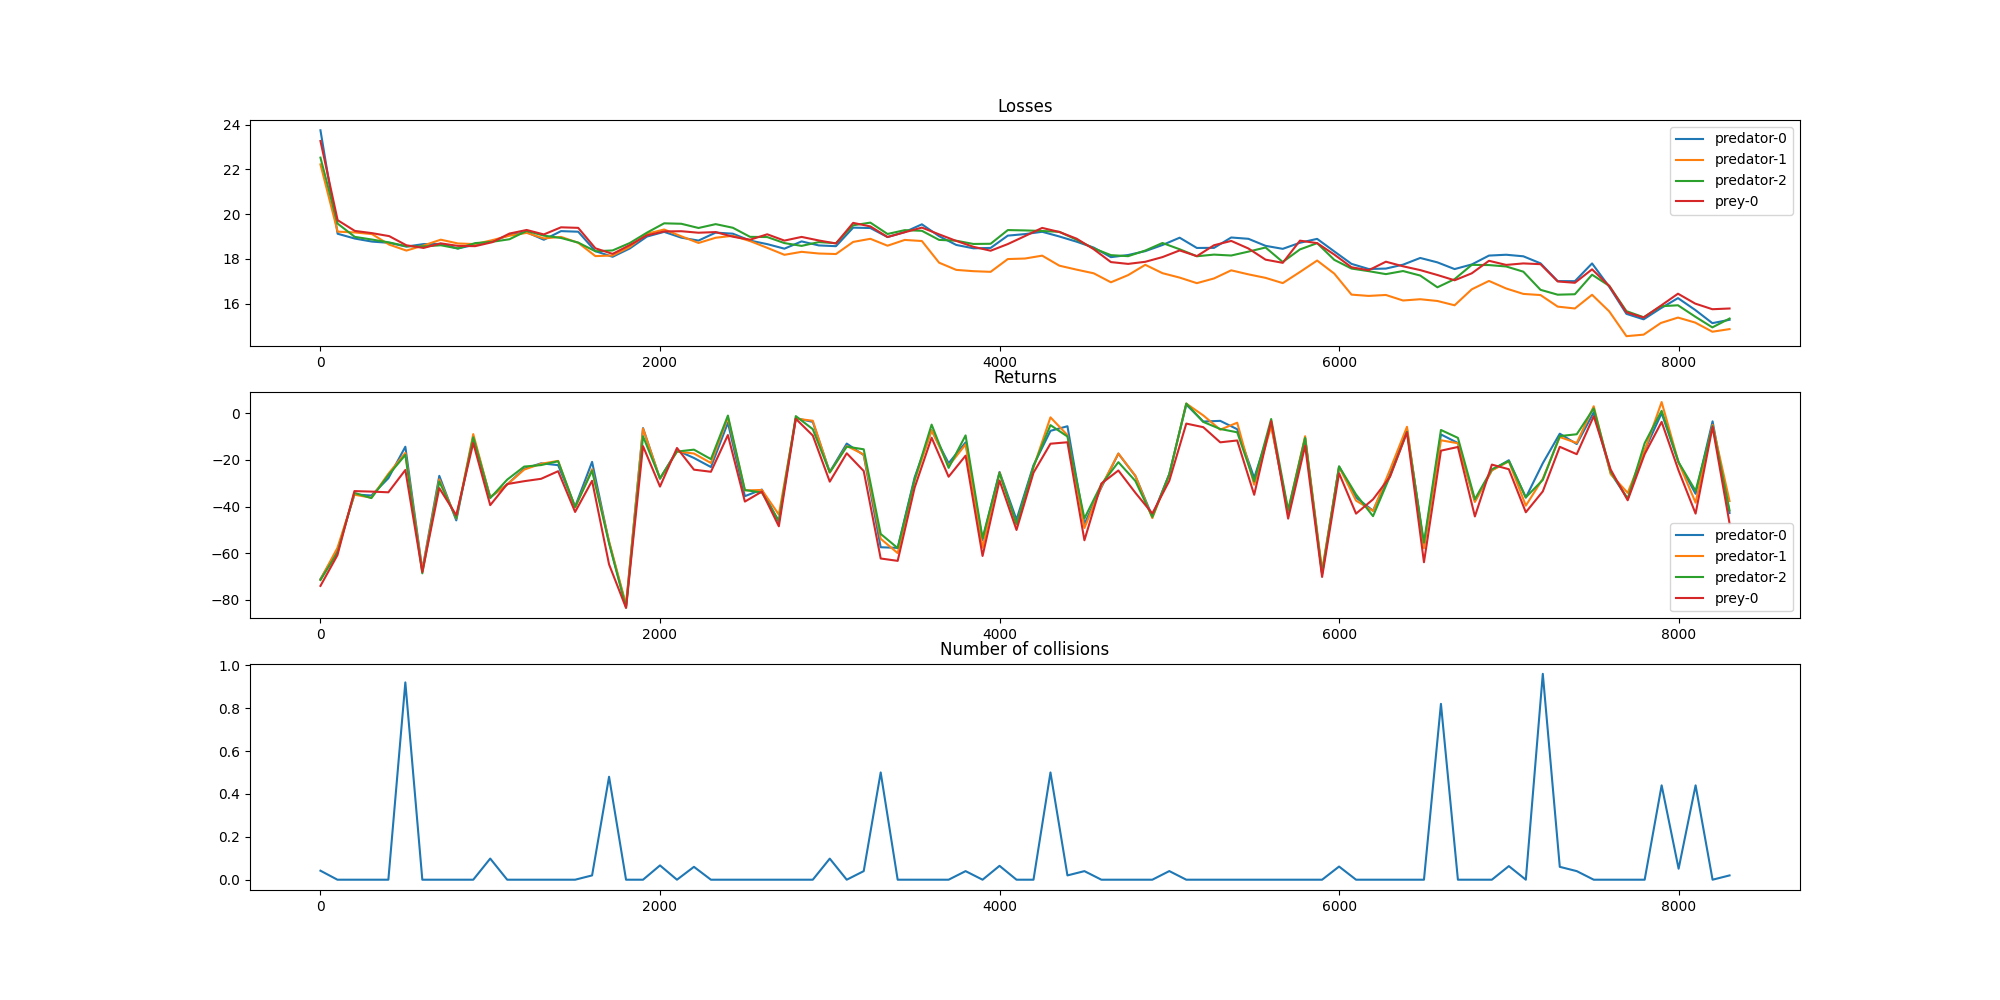 Losses
24
22
20
18
16
0 2000 4000 6000 8000
predator-0
predator-1
predator-2
prey-0
Returns
0
−20
−40
−60
−80
0 2000 4000 6000 8000
predator-0
predator-1
predator-2
prey-0
Number of collisions
1.0
0.8
0.6
0.4
0.2
0.0
0 2000 4000 6000 8000